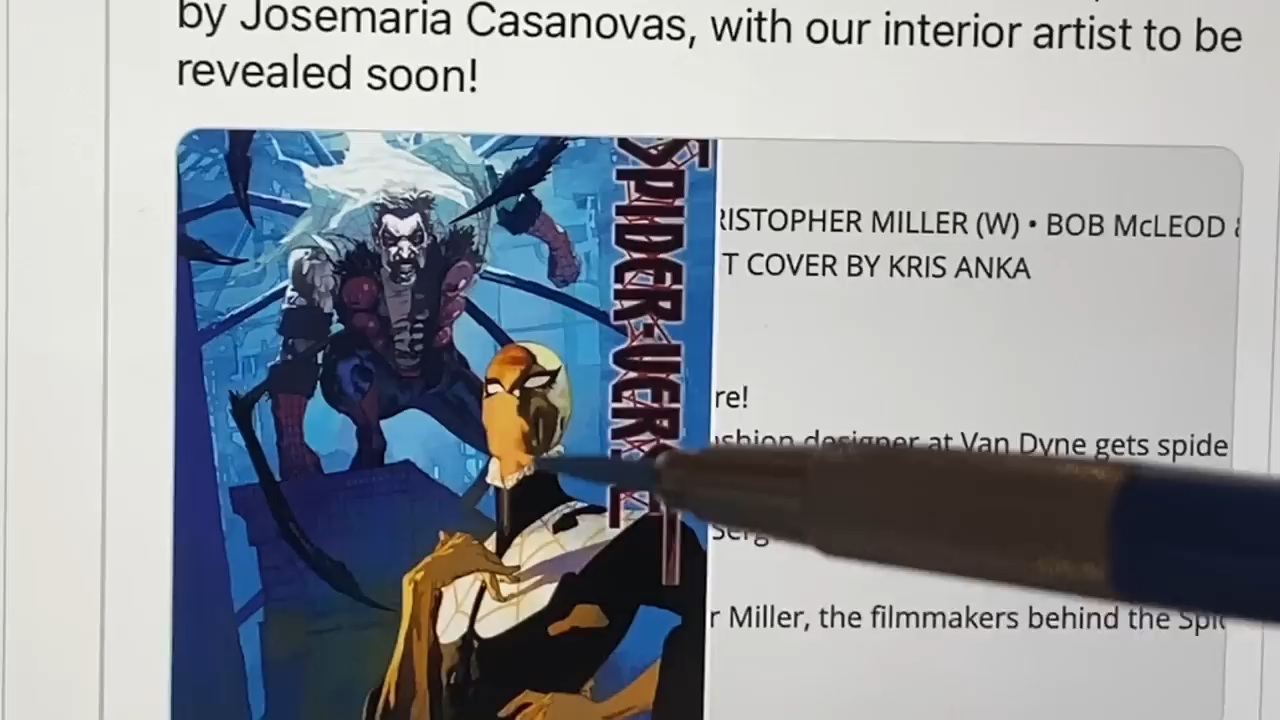 by Josemaria Casanovas, with our interior artist to be
revealed soon!
SPIDER-VERSE
RISTOPHER MILLER (W) • BOB McLEOD &
T COVER BY KRIS ANKA
re!
shion designer at Van Dyne gets spide
Serg
r Miller, the filmmakers behind the Spi